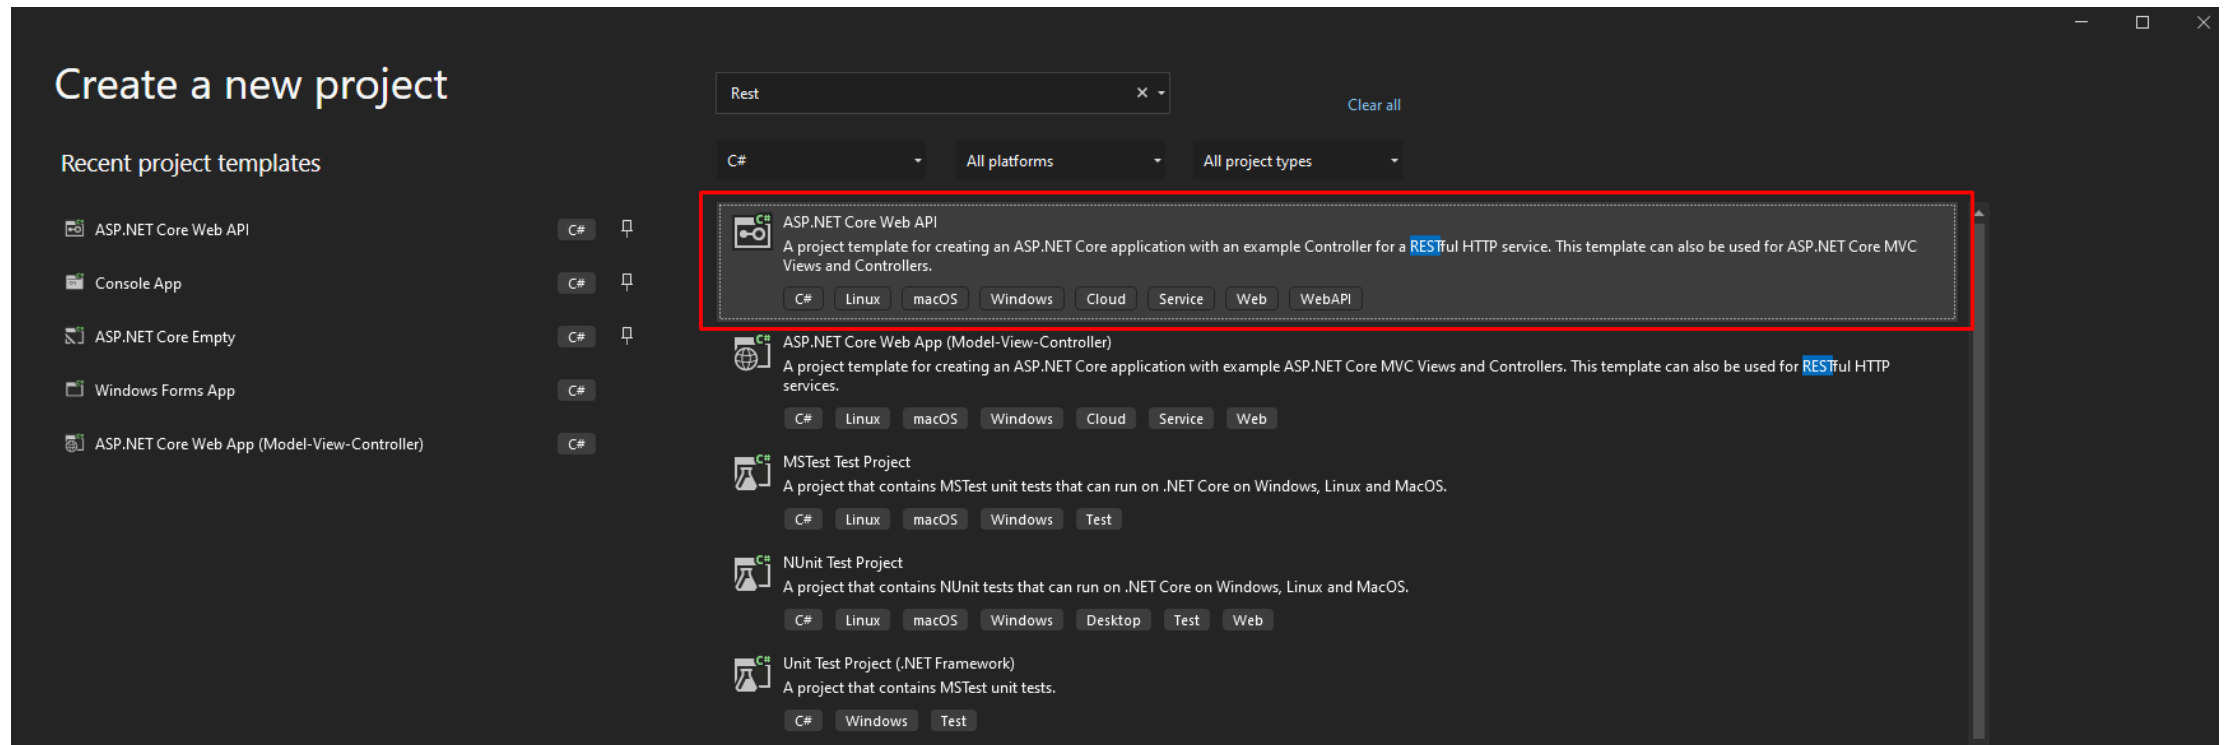 Create a new project
Rest
Clear all
Recent project templates
C#
All platforms
All project types
ASP.NET Core Web API
C#
Console App
C#
ASP.NET Core Empty
C#
Windows Forms App
C#
ASP.NET Core Web App (Model-View-Controller)
C#
C#
ASP.NET Core Web API
A project template for creating an ASP.NET Core application with an example Controller for a RESTful HTTP service. This template can also be used for ASP.NET Core MVC
Views and Controllers.
C# Linux macOS Windows Cloud Service Web WebAPI
C#
ASP.NET Core Web App (Model-View-Controller)
A project template for creating an ASP.NET Core application with example ASP.NET Core MVC Views and Controllers. This template can also be used for RESTful HTTP
services.
C# Linux macOS Windows Cloud Service Web
C#
MSTest Test Project
A project that contains MSTest unit tests that can run on .NET Core on Windows, Linux and MacOS.
C# Linux macOS Windows Test
C#
NUnit Test Project
A project that contains NUnit tests that can run on .NET Core on Windows, Linux and MacOS.
C# Linux macOS Windows Desktop Test Web
C#
Unit Test Project (.NET Framework)
A project that contains MSTest unit tests.
C# Windows Test